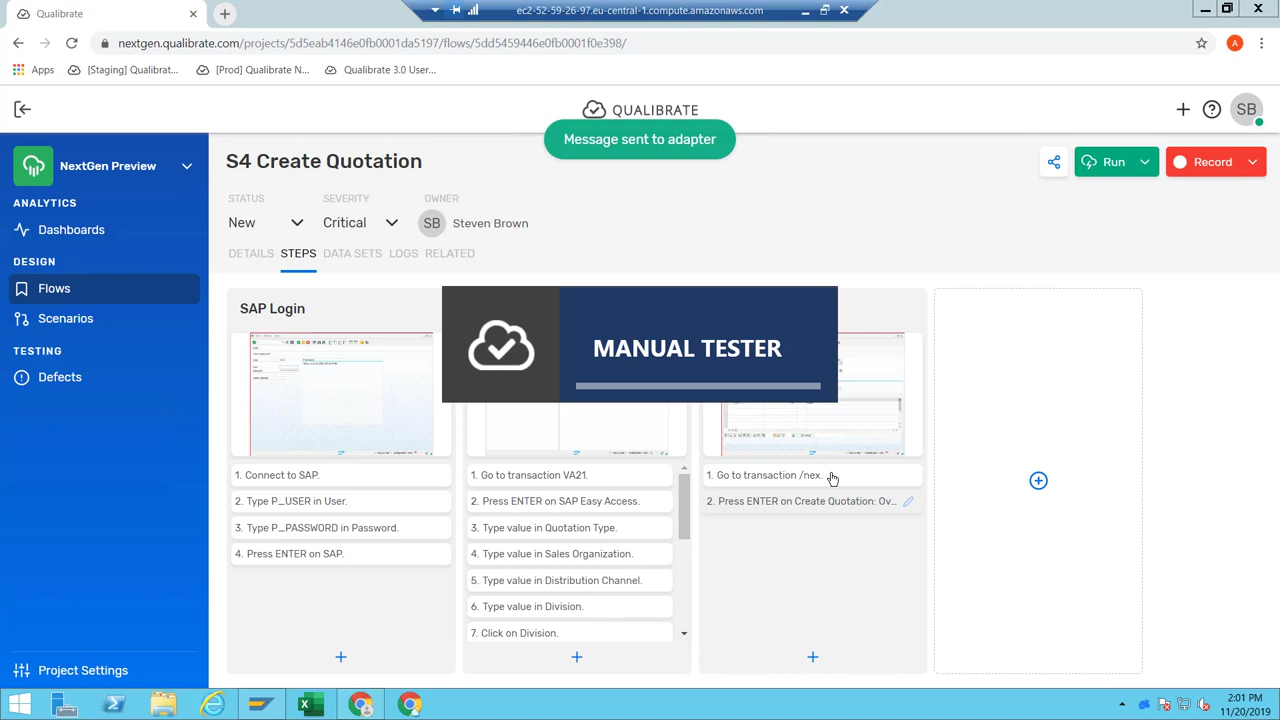 Qualibrate
ec2-52-59-26-97.eu-central-1.compute.amazonaws.com
nextgen.qualibrate.com/projects/5d5eab4146e0fb0001da5197/flows/5dd5459446e0fb0001f0e398/
A
Apps
[Staging] Qualibrat...
[Prod] Qualibrate N...
Qualibrate 3.0 User...
QUALIBRATE
SB
Message sent to adapter
NextGen Preview
S4 Create Quotation
Run
Record
ANALYTICS
STATUS
SEVERITY
OWNER
Dashboards
New
Critical
SB
Steven Brown
DESIGN
DETAILS
STEPS
DATA SETS
LOGS
RELATED
Flows
Scenarios
SAP Login
TESTING
MANUAL TESTER
Defects
1. Connect to SAP.
2. Type P_USER in User.
3. Type P_PASSWORD in Password.
4. Press ENTER on SAP.
1. Go to transaction VA21.
2. Press ENTER on SAP Easy Access.
3. Type value in Quotation Type.
4. Type value in Sales Organization.
5. Type value in Distribution Channel.
6. Type value in Division.
7. Click on Division.
1. Go to transaction /nex.
2. Press ENTER on Create Quotation: Ov...
Project Settings
2:01 PM
11/20/2019